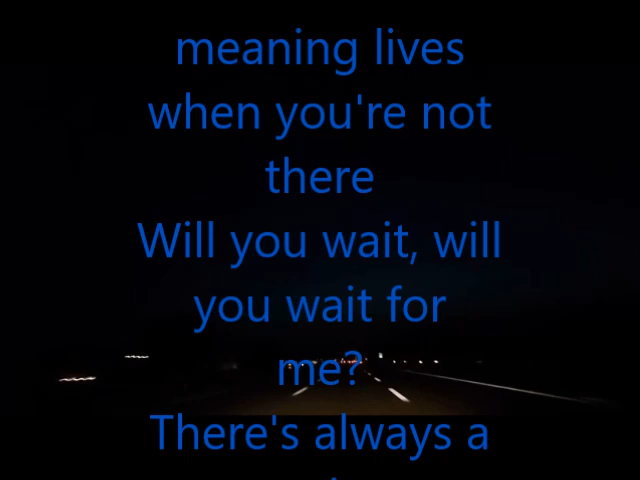 meaning lives
when you're not
there
Will you wait, will
you wait for
me?
There's always a